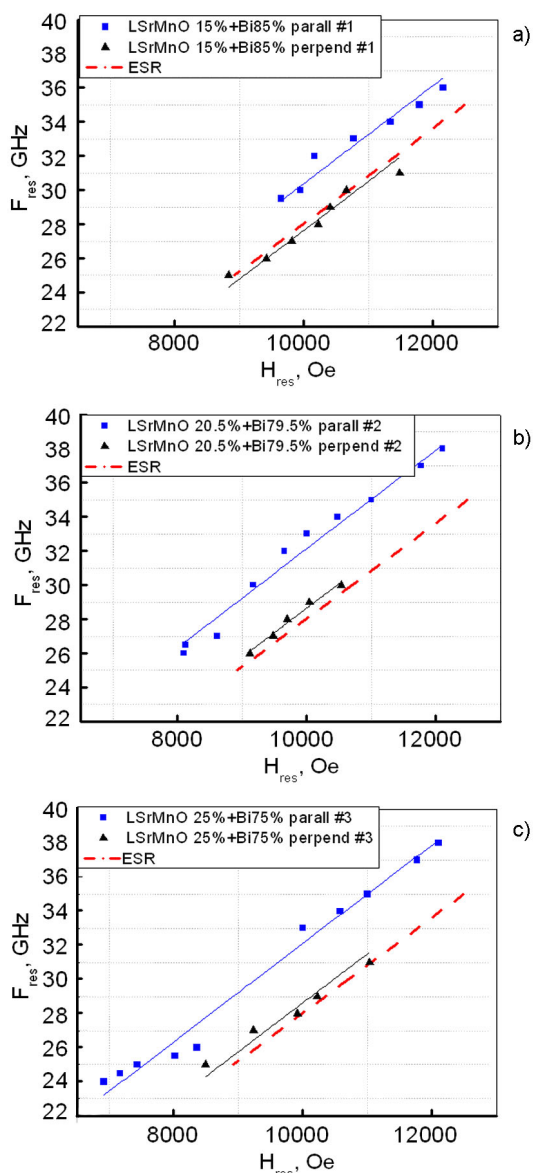 a)
LSrMnO 15%+Bi85% parall #1
LSrMnO 15%+Bi85% perpend #1
ESR
40
38
36
34
32
30
28
26
24
22
F_res, GHz
8000 10000 12000
H_res, Oe
b)
LSrMnO 20.5%+Bi79.5% parall #2
LSrMnO 20.5%+Bi79.5% perpend #2
ESR
40
38
36
34
32
30
28
26
24
22
F_res, GHz
8000 10000 12000
H_res, Oe
c)
LSrMnO 25%+Bi75% parall #3
LSrMnO 25%+Bi75% perpend #3
ESR
40
38
36
34
32
30
28
26
24
22
F_res, GHz
6000 8000 10000 12000
H_res, Oe